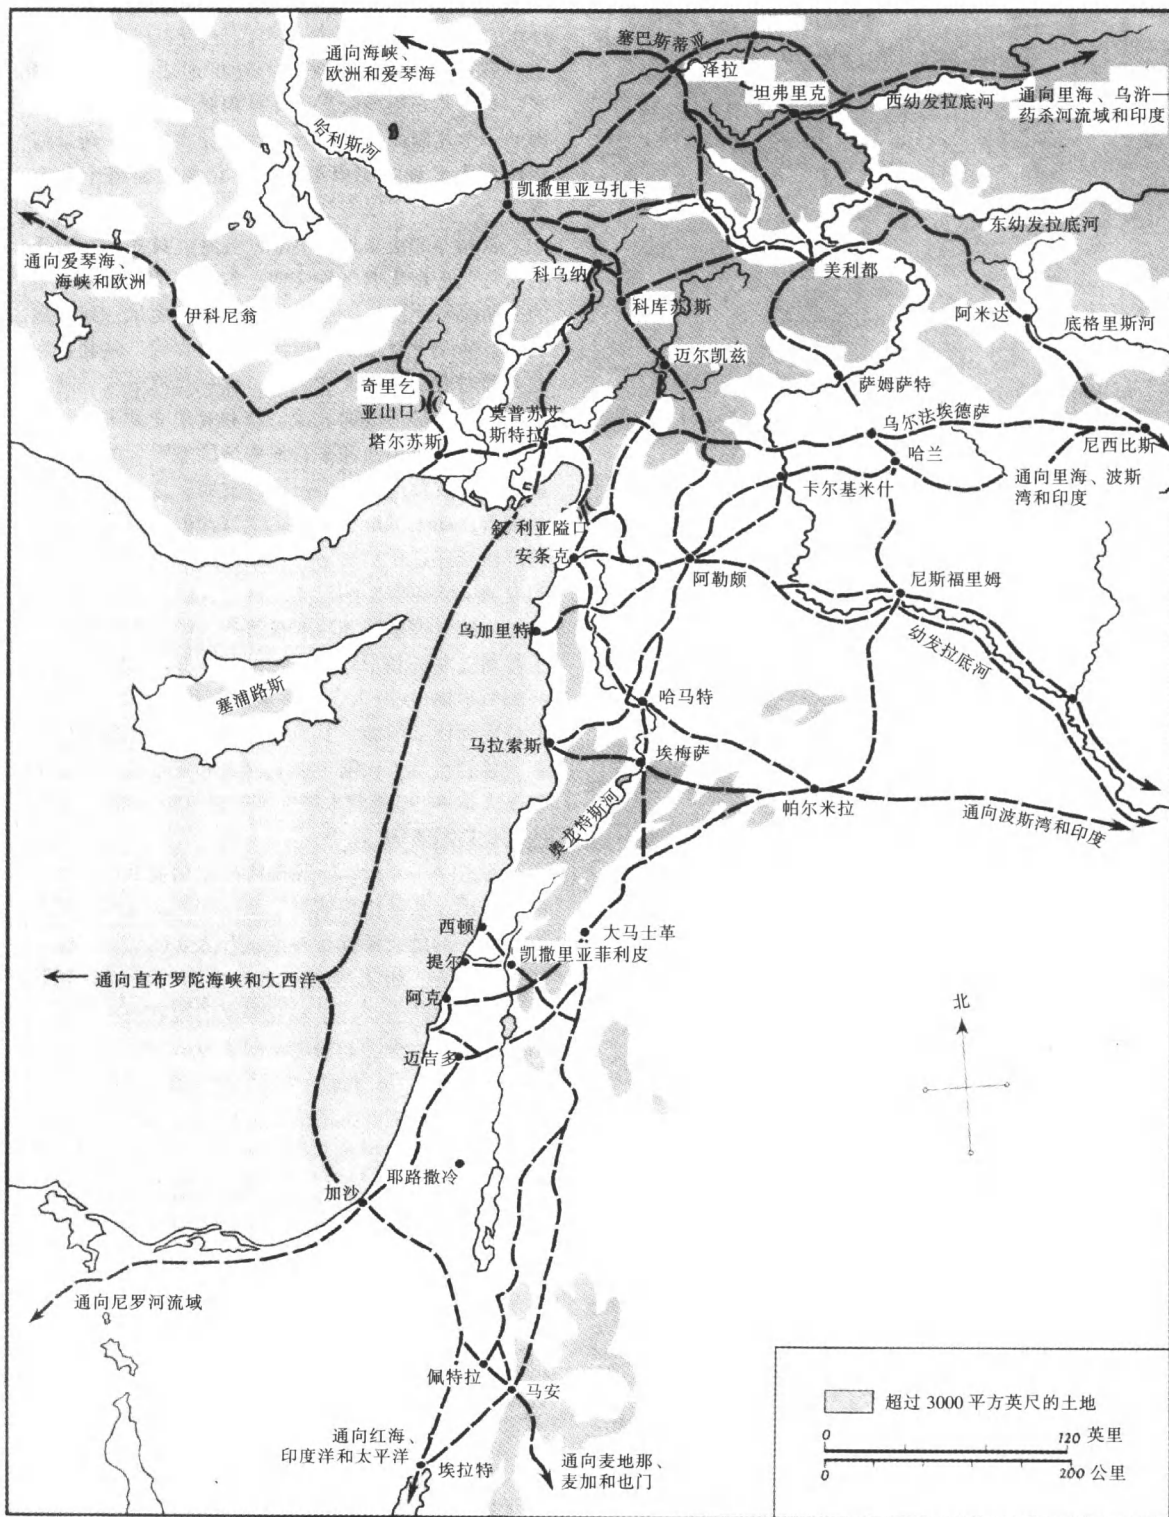 通向海峡、
欧洲和爱琴海
塞巴斯蒂亚
泽拉
坦弗里克
西幼发拉底河
通向里海、乌浒—
药杀河流域和印度
哈利斯河
凯撒里亚马扎卡
东幼发拉底河
通向爱琴海、
海峡和欧洲
科乌纳
美利都
伊科尼翁
科库苏斯
阿米达
底格里斯河
迈尔凯兹
奇里乞
亚山口
萨姆萨特
莫普苏艾
斯特拉
乌尔法埃德萨
塔尔苏斯
尼西比斯
哈兰
卡尔基米什
通向里海、波斯
湾和印度
叙利亚隘口
安条克
阿勒颇
尼斯福里姆
乌加里特
幼发拉底河
塞浦路斯
哈马特
马拉索斯
埃梅萨
帕尔米拉
通向波斯湾和印度
奥龙特斯河
西顿
大马士革
提尔
凯撒里亚菲利皮
通向直布罗陀海峡和大西洋
阿克
北
迈吉多
耶路撒冷
加沙
通向尼罗河流域
佩特拉
马安
通向红海、
印度洋和太平洋
埃拉特
通向麦地那、
麦加和也门
超过 3000 平方英尺的土地
0 120 英里
0 200 公里